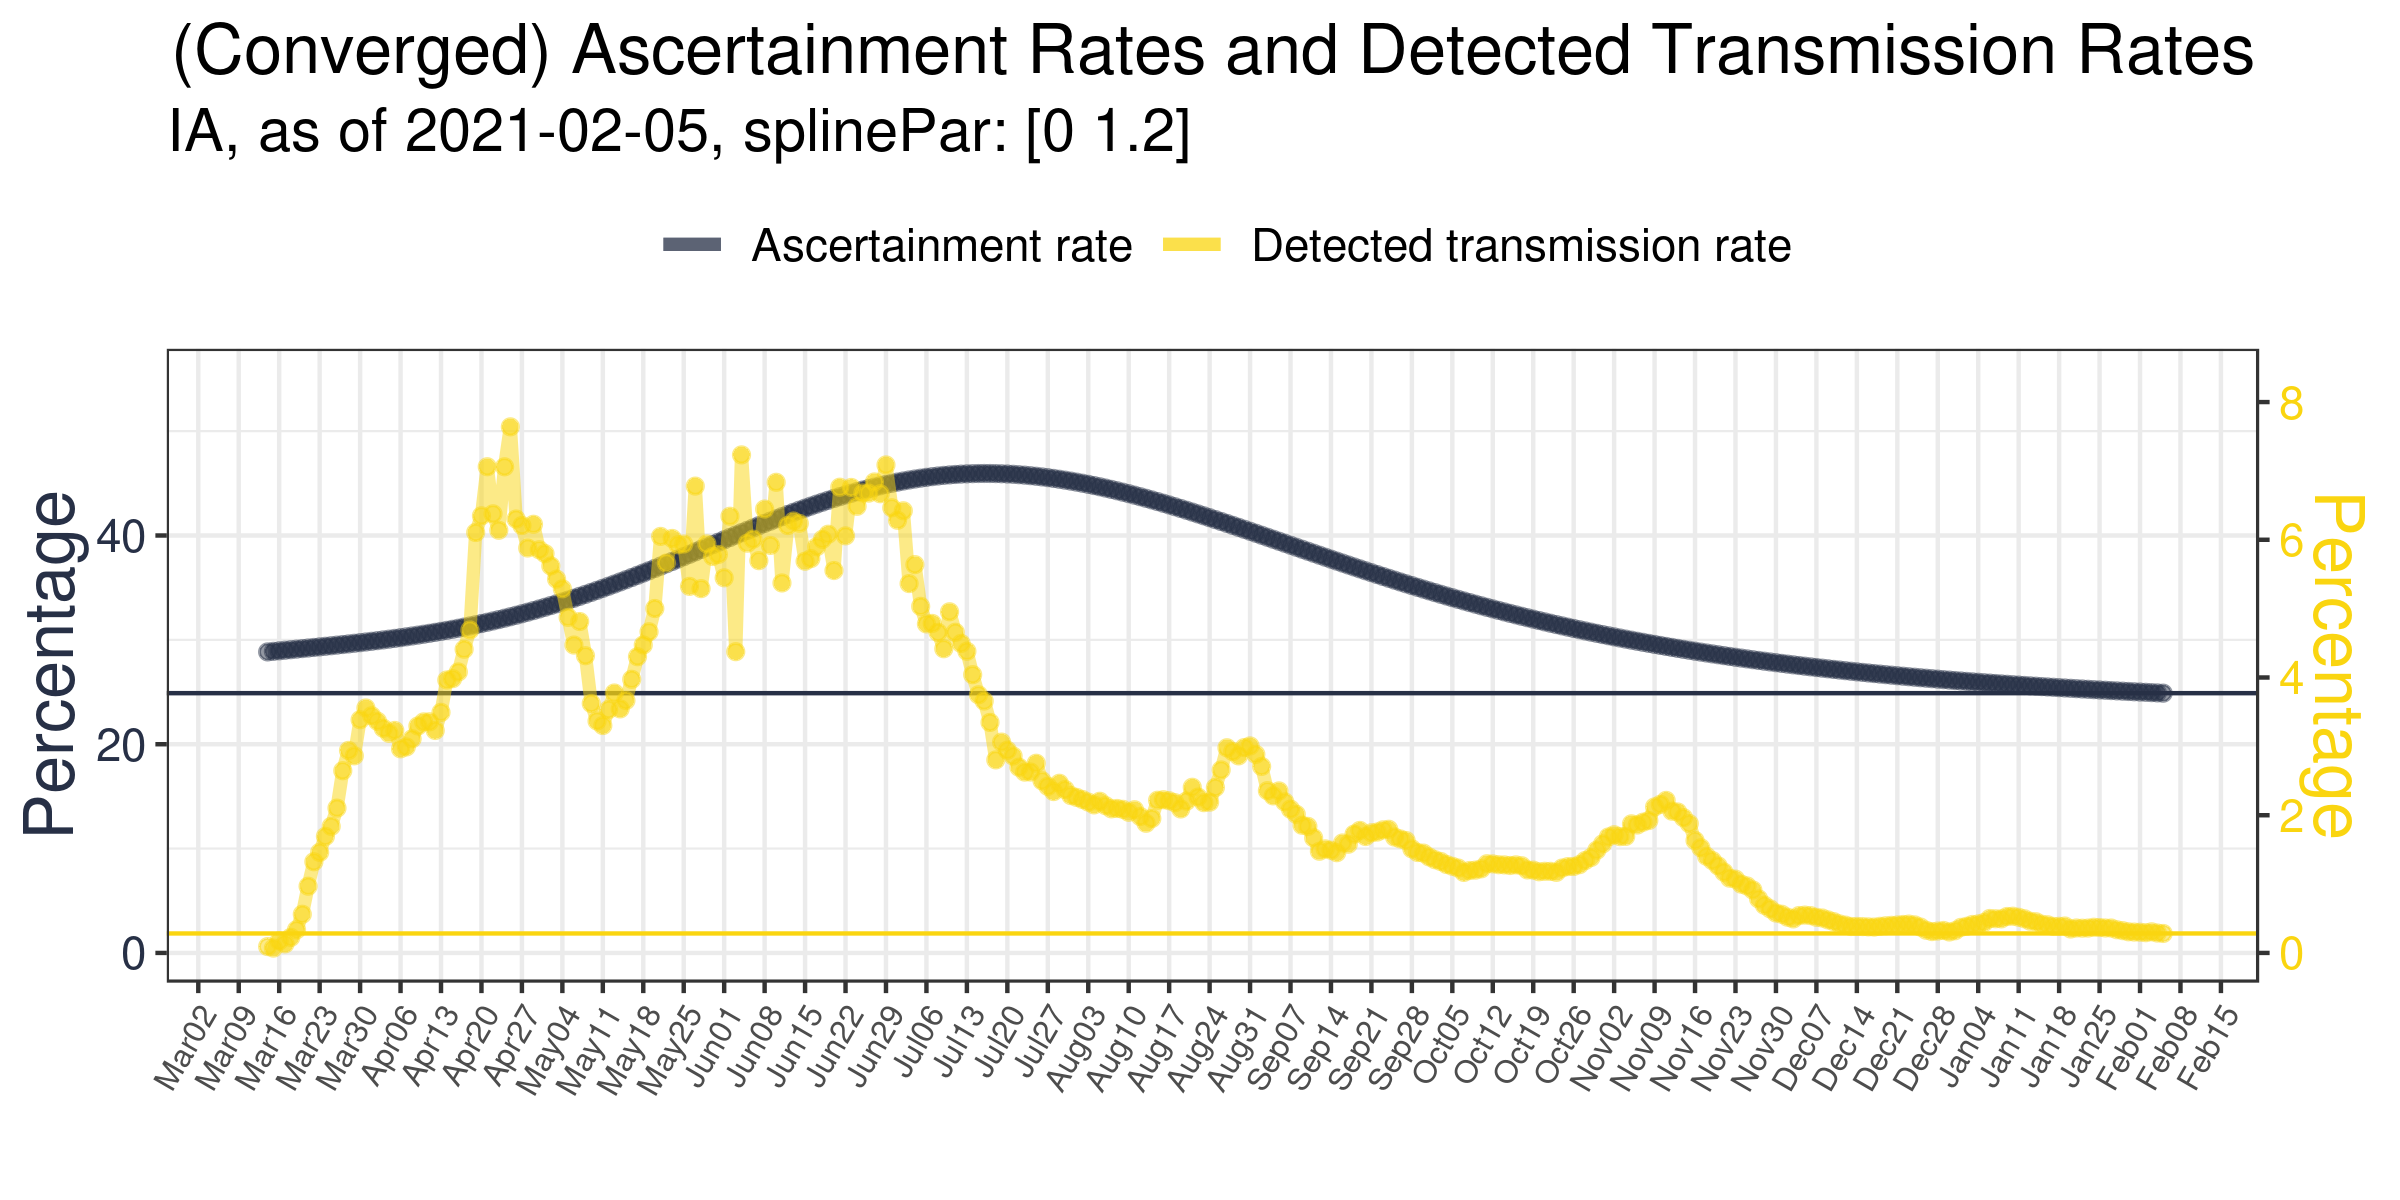 (Converged) Ascertainment Rates and Detected Transmission Rates
IA, as of 2021-02-05, splinePar: [0 1.2]
Ascertainment rate
Detected transmission rate
Percentage
40
20
0
8
6
4
2
0
Percentage
Mar02
Mar09
Mar16
Mar23
Mar30
Apr06
Apr13
Apr20
Apr27
May04
May11
May18
May25
Jun01
Jun08
Jun15
Jun22
Jun29
Jul06
Jul13
Jul20
Jul27
Aug03
Aug10
Aug17
Aug24
Aug31
Sep07
Sep14
Sep21
Sep28
Oct05
Oct12
Oct19
Oct26
Nov02
Nov09
Nov16
Nov23
Nov30
Dec07
Dec14
Dec21
Dec28
Jan04
Jan11
Jan18
Jan25
Feb01
Feb08
Feb15